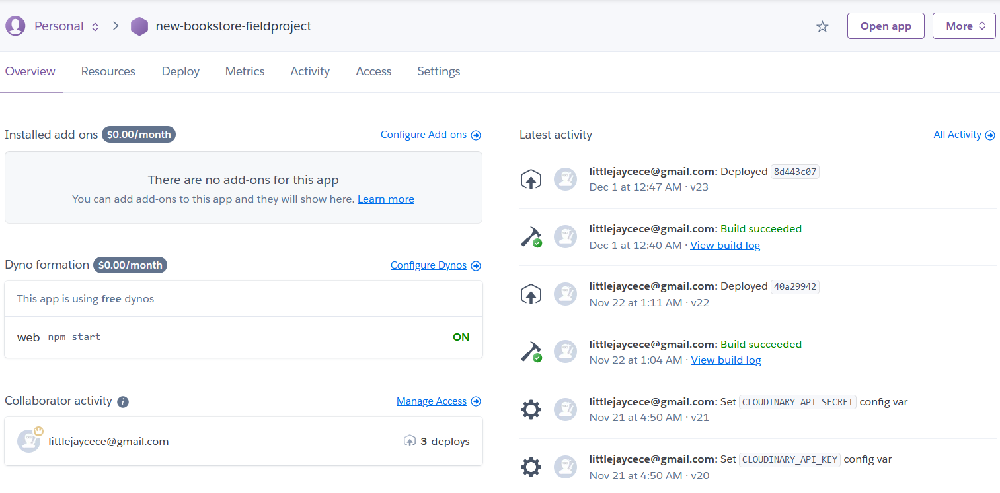 Personal new-bookstore-fieldproject Open app More
Overview Resources Deploy Metrics Activity Access Settings
Installed add-ons $0.00/month Configure Add-ons
There are no add-ons for this app
You can add add-ons to this app and they will show here. Learn more
Dyno formation $0.00/month Configure Dynos
This app is using free dynos
web npm start ON
Collaborator activity i Manage Access
littlejaycece@gmail.com 3 deploys
Latest activity All Activity
littlejaycece@gmail.com: Deployed 8d443c07
Dec 1 at 12:47 AM · v23
littlejaycece@gmail.com: Build succeeded
Dec 1 at 12:40 AM · View build log
littlejaycece@gmail.com: Deployed 40a29942
Nov 22 at 1:11 AM · v22
littlejaycece@gmail.com: Build succeeded
Nov 22 at 1:04 AM · View build log
littlejaycece@gmail.com: Set CLOUDINARY_API_SECRET config var
Nov 21 at 4:50 AM · v21
littlejaycece@gmail.com: Set CLOUDINARY_API_KEY config var
Nov 21 at 4:50 AM · v20